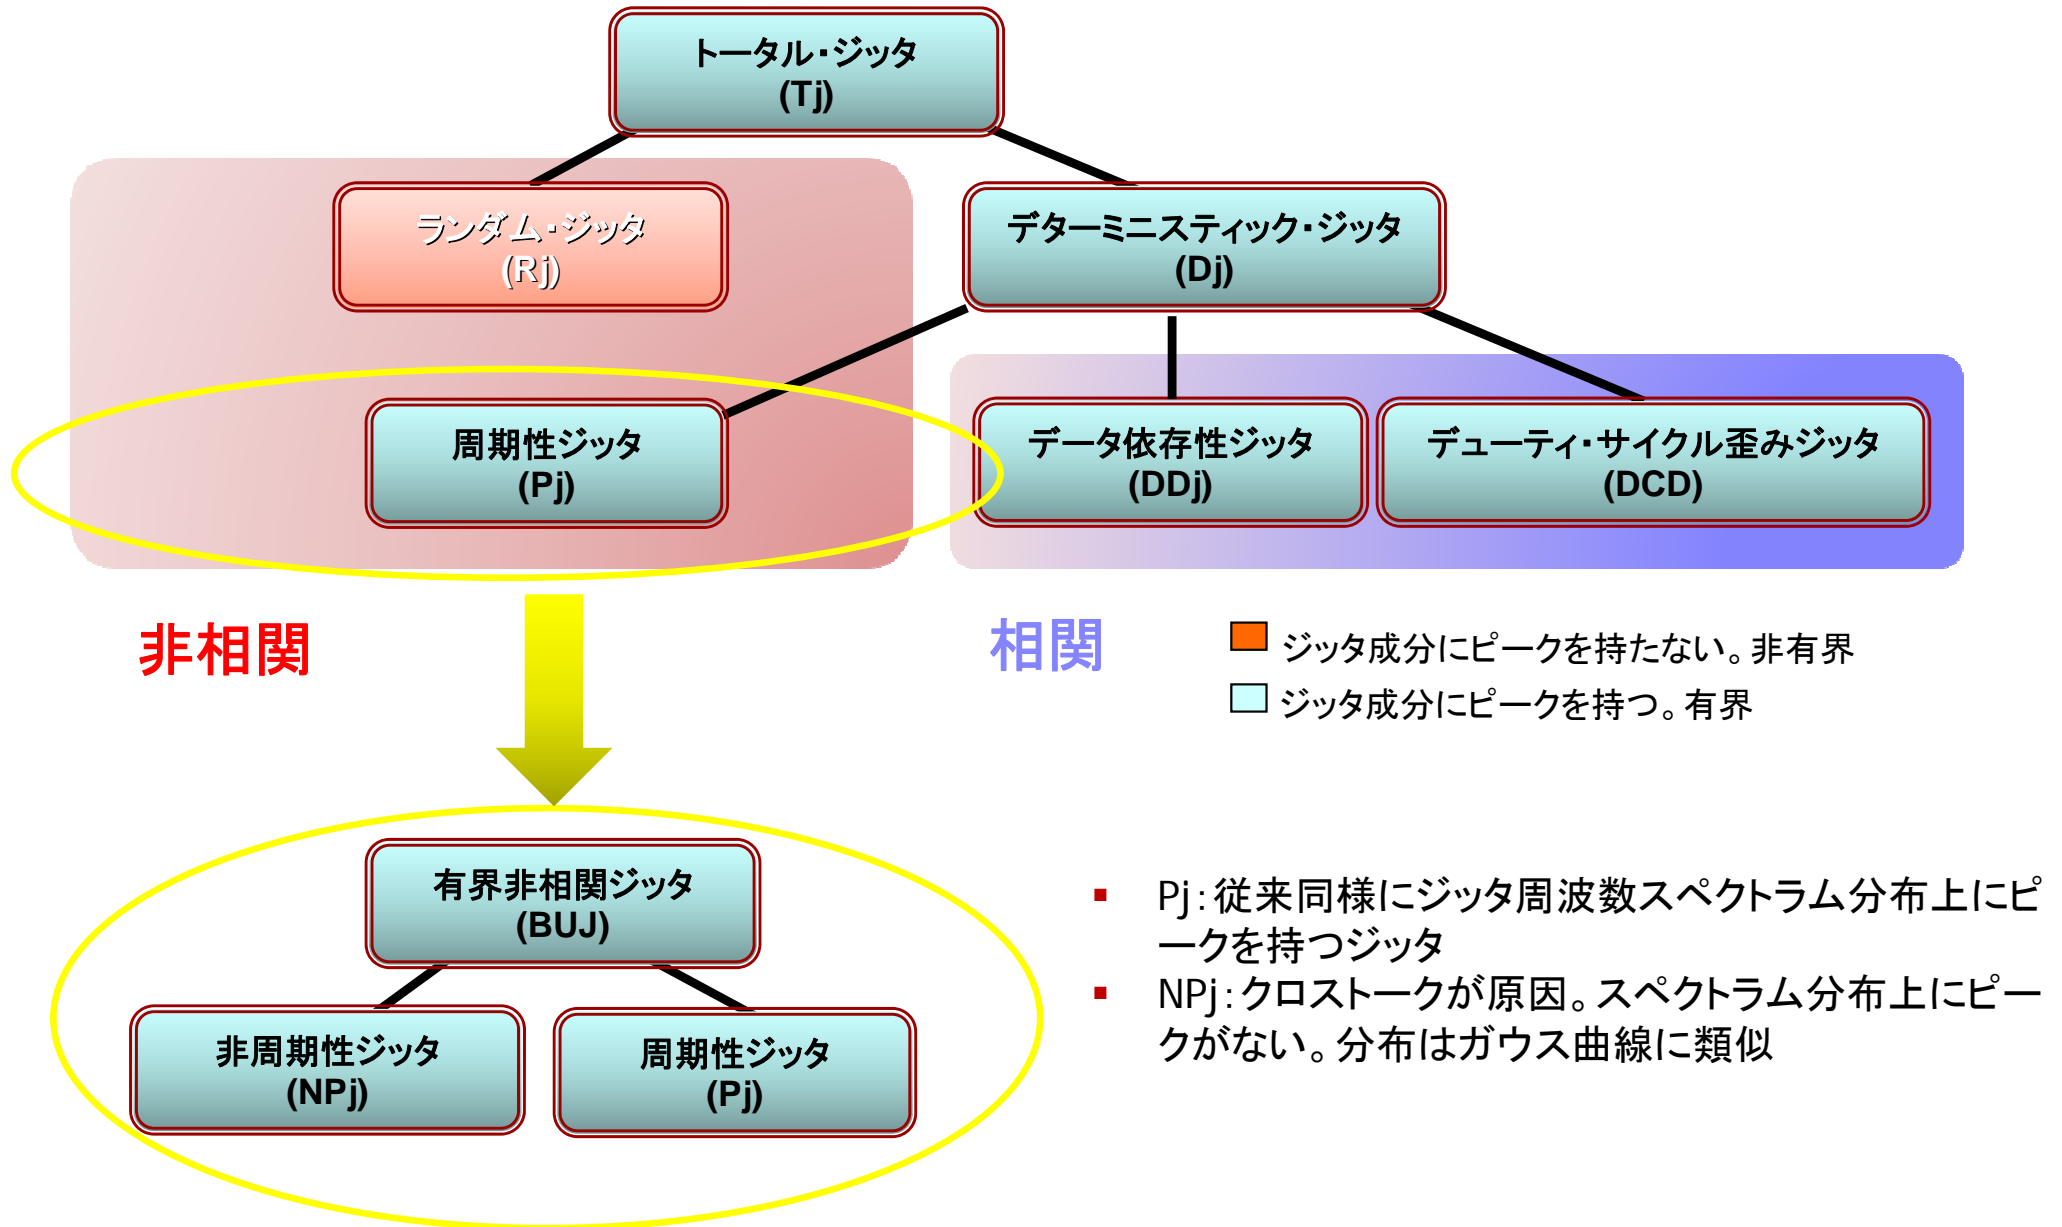 トータル・ジッタ
(Tj)
ランダム・ジッタ
(Rj)
デターミニスティック・ジッタ
(Dj)
周期性ジッタ
(Pj)
データ依存性ジッタ
(DDj)
デューティ・サイクル歪みジッタ
(DCD)
非相関
相関
ジッタ成分にピークを持たない。非有界
ジッタ成分にピークを持つ。有界
有界非相関ジッタ
(BUJ)
非周期性ジッタ
(NPj)
周期性ジッタ
(Pj)
▪ Pj：従来同様にジッタ周波数スペクトラム分布上にピ
ークを持つジッタ
▪ NPj：クロストークが原因。スペクトラム分布上にピー
クがない。分布はガウス曲線に類似